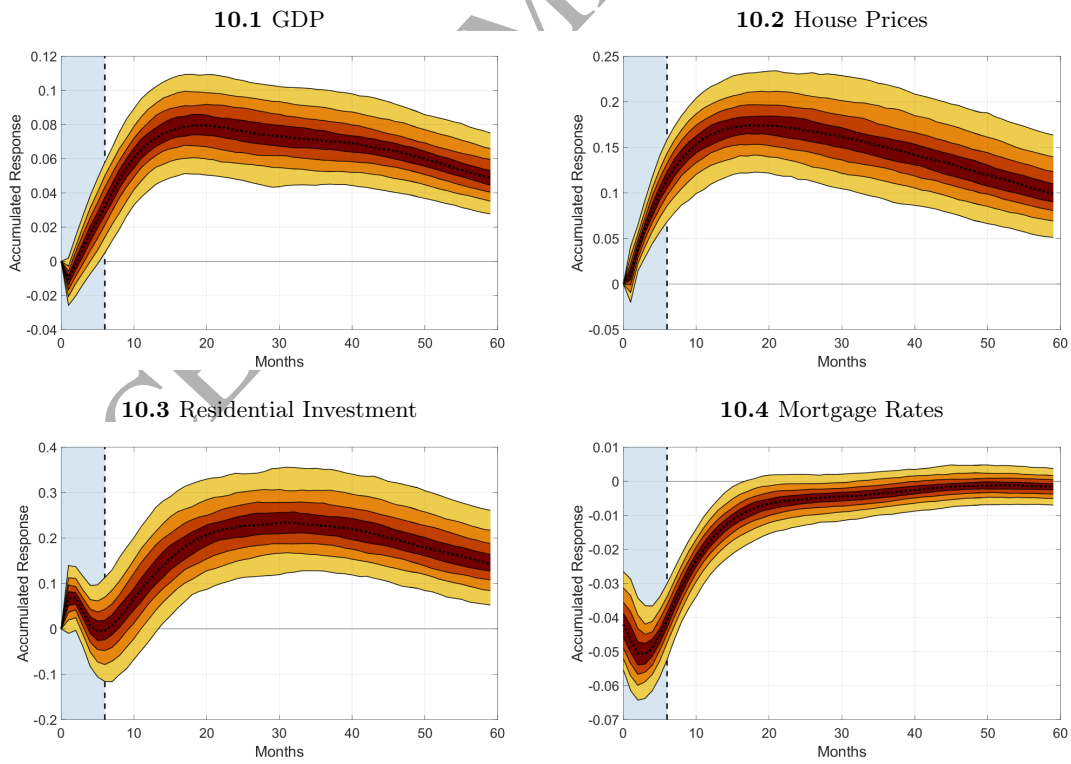 10.1 GDP
10.2 House Prices
0.12
0.1
0.08
0.06
0.04
0.02
0
-0.02
-0.04
Accumulated Response
0 10 20 30 40 50 60
Months
0.25
0.2
0.15
0.1
0.05
0
-0.05
Accumulated Response
0 10 20 30 40 50 60
Months
10.3 Residential Investment
10.4 Mortgage Rates
0.4
0.3
0.2
0.1
0
-0.1
-0.2
Accumulated Response
0 10 20 30 40 50 60
Months
0.01
0
-0.01
-0.02
-0.03
-0.04
-0.05
-0.06
-0.07
Accumulated Response
0 10 20 30 40 50 60
Months